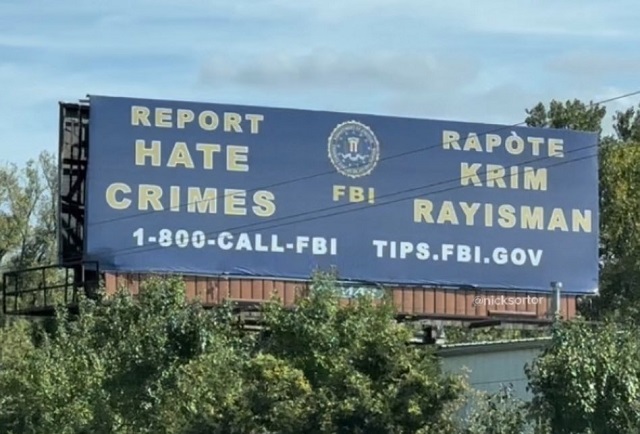 REPORT
HATE
CRIMES
FBI
RAPÒTE
KRIM
RAYISMAN
1-800-CALL-FBI
TIPS.FBI.GOV
@nicksortor